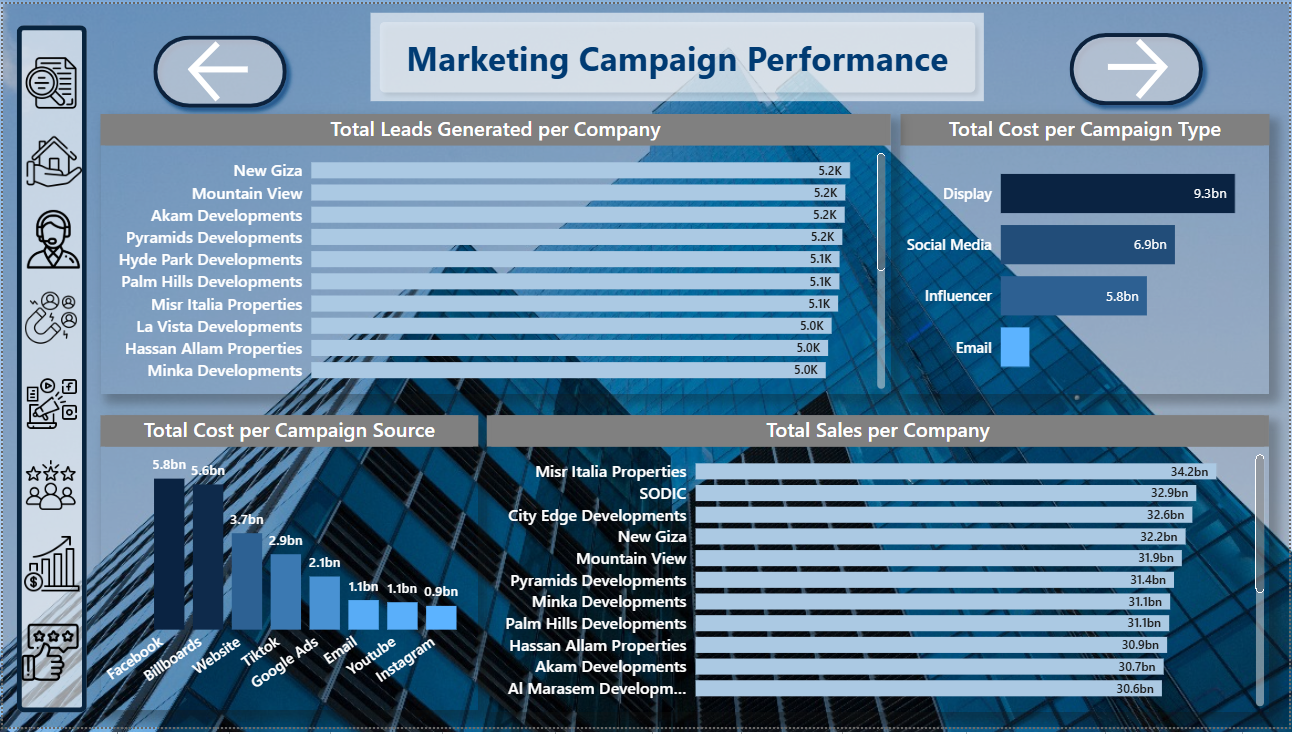 Marketing Campaign Performance
Total Leads Generated per Company
New Giza 5.2K
Mountain View 5.2K
Akam Developments 5.2K
Pyramids Developments 5.2K
Hyde Park Developments 5.1K
Palm Hills Developments 5.1K
Misr Italia Properties 5.1K
La Vista Developments 5.0K
Hassan Allam Properties 5.0K
Minka Developments 5.0K
Total Cost per Campaign Type
Display 9.3bn
Social Media 6.9bn
Influencer 5.8bn
Email
Total Cost per Campaign Source
5.8bn 5.6bn 3.7bn 2.9bn 2.1bn 1.1bn 1.1bn 0.9bn
Facebook Billboards Website Tiktok Google Ads Email Youtube Instagram
Total Sales per Company
Misr Italia Properties 34.2bn
SODIC 32.9bn
City Edge Developments 32.6bn
New Giza 32.2bn
Mountain View 31.9bn
Pyramids Developments 31.4bn
Minka Developments 31.1bn
Palm Hills Developments 31.1bn
Hassan Allam Properties 30.9bn
Akam Developments 30.7bn
Al Marasem Developm... 30.6bn